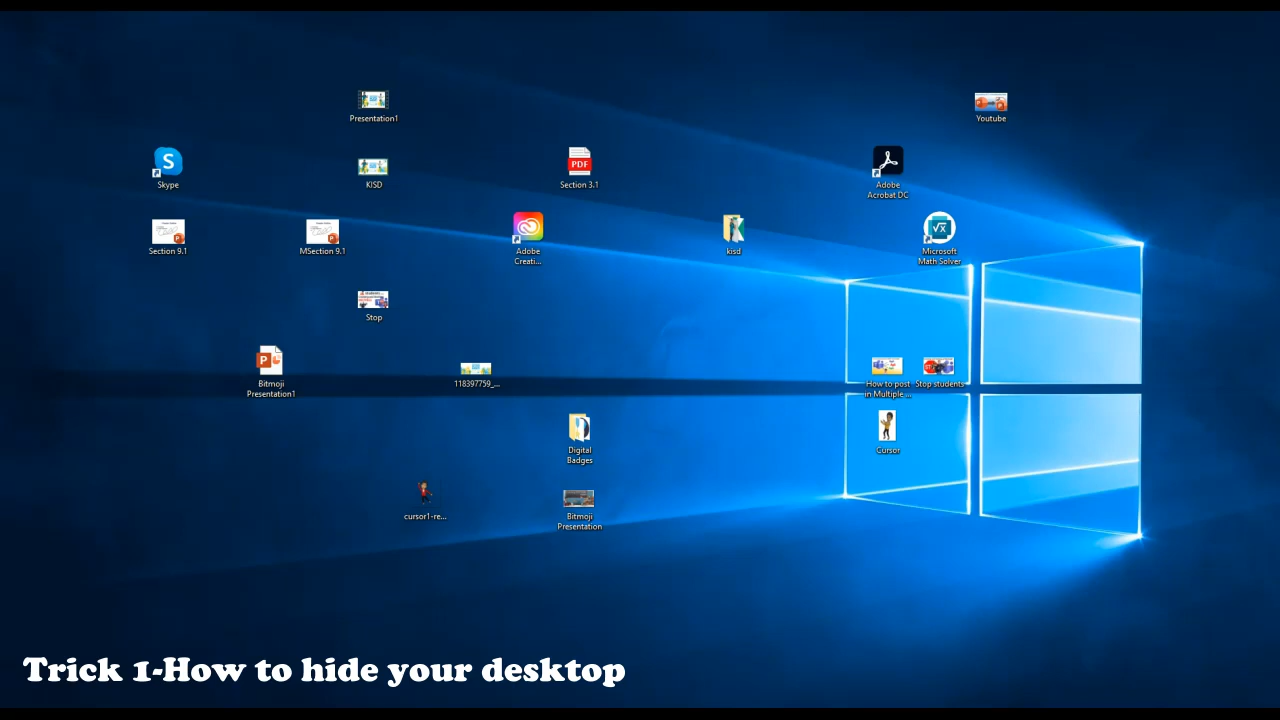 Presentation1
Youtube
Skype
KISD
PDF
Section 3.1
Adobe
Acrobat DC
Section 9.1
MSection 9.1
Adobe
Creati...
kisd
√x
Microsoft
Math Solver
Stop
Bitmoji
Presentation1
118397759_...
How to post
in Multiple ...
Stop students
Digital
Badges
Cursor
cursor1-re...
Bitmoji
Presentation
Trick 1-How to hide your desktop